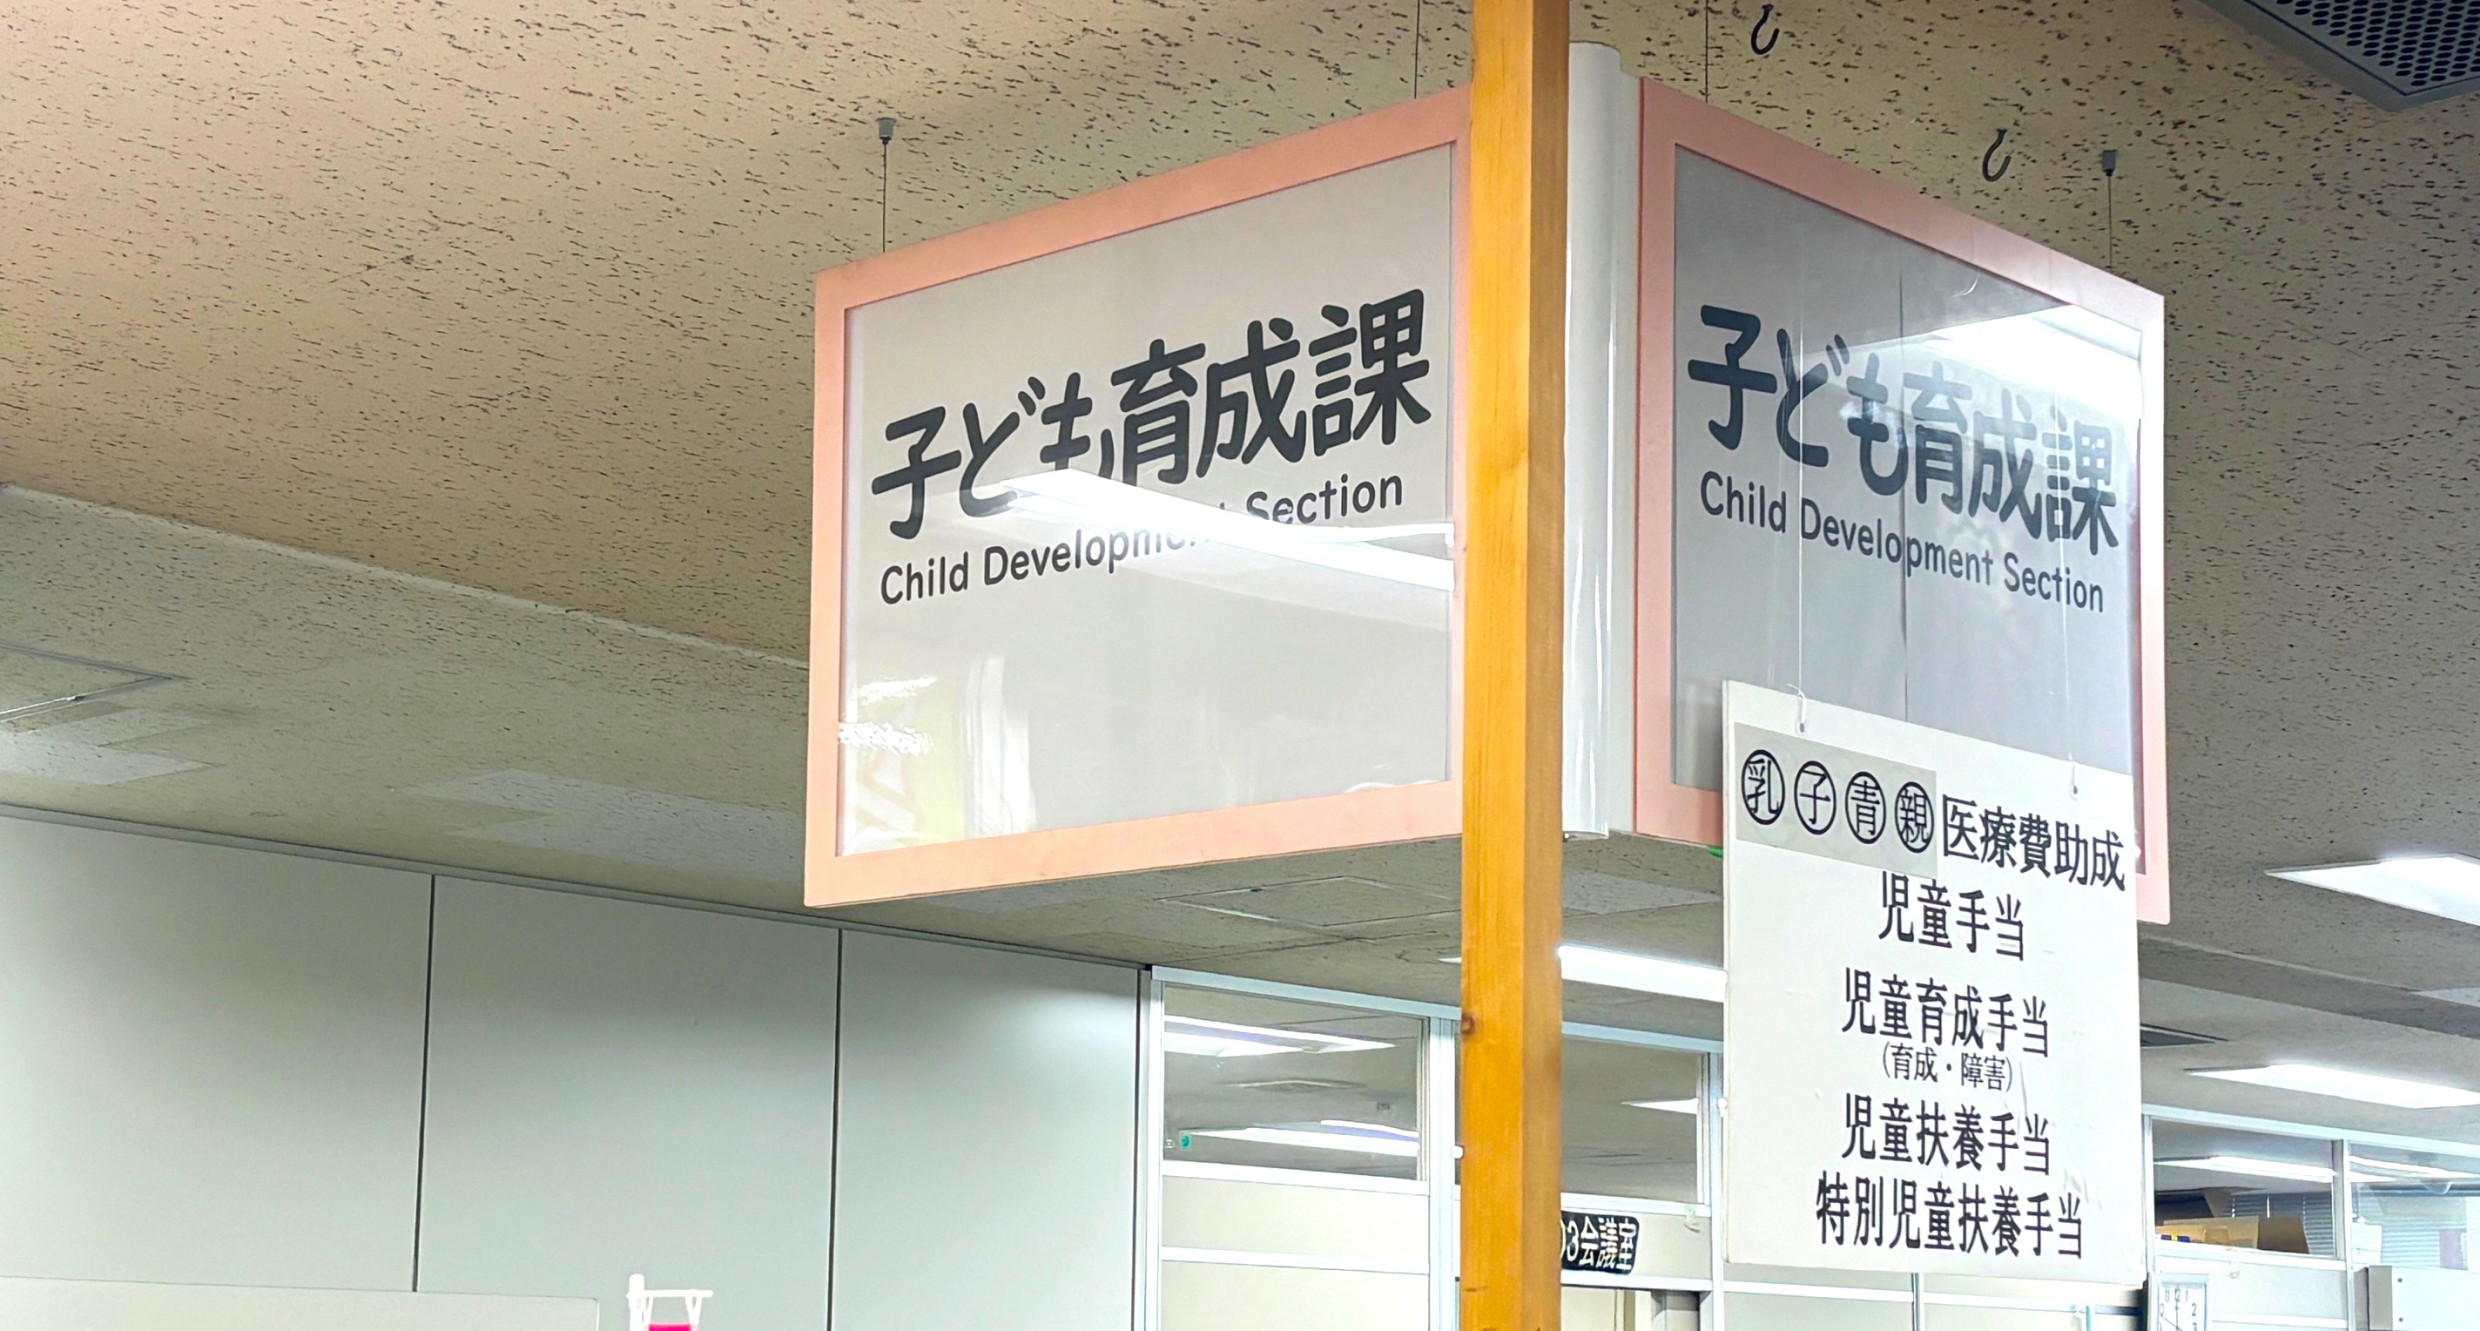 子ども育成課
Child Development Section
子ども育成課
Child Development Section
乳子青親医療費助成
児童手当
児童育成手当
(育成・障害)
児童扶養手当
特別児童扶養手当
03会議室